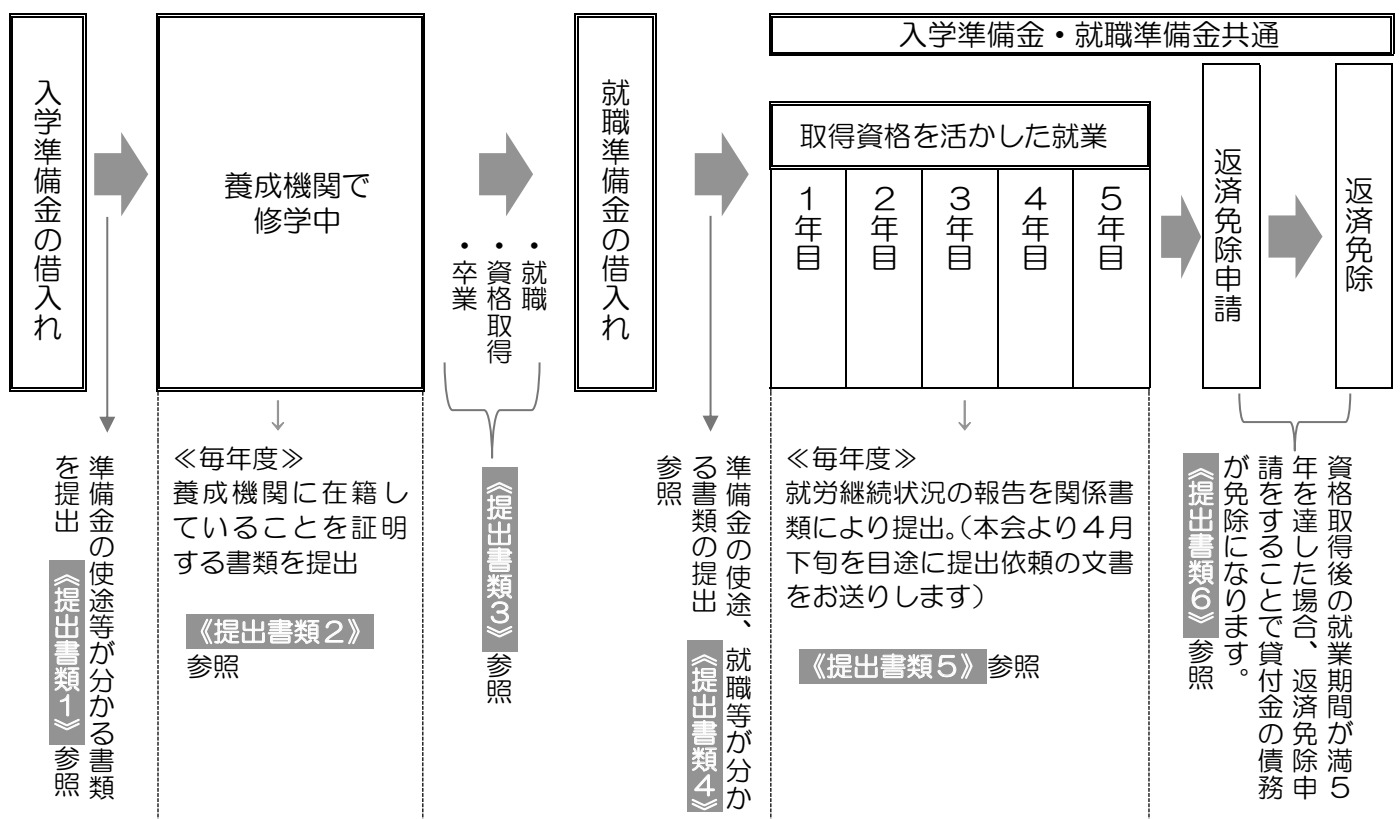 入学準備金の借入れ
養成機関で
修学中
・就職
・資格取得
・卒業
就職準備金の借入れ
入学準備金・就職準備金共通
取得資格を活かした就業
1年目
2年目
3年目
4年目
5年目
返済免除申請
返済免除
準備金の使途等が分かる書類
を提出 《提出書類1》参照
≪毎年度≫
養成機関に在籍し
ていることを証明
する書類を提出
《提出書類2》
参照
《提出書類3》参照
準備金の使途、就職等が分か
る書類の提出 《提出書類4》
参照
≪毎年度≫
就労継続状況の報告を関係書
類により提出。(本会より4月
下旬を目途に提出依頼の文書
をお送りします)
《提出書類5》参照
資格取得後の就業期間が満5
年を達した場合、返済免除申
請をすることで貸付金の債務
が免除になります。
《提出書類6》参照